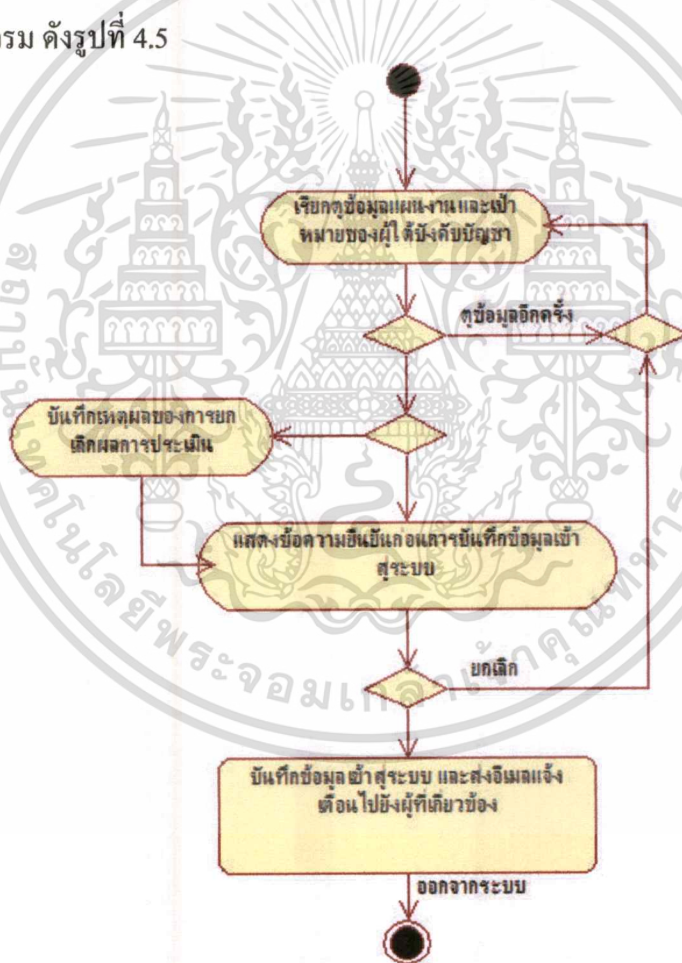 รม ดังรูปที่ 4.5
เรียกดูข้อมูลแผนงานและเป้า
หมายของผู้ใต้บังคับบัญชา
ดูข้อมูลอีกครั้ง
บันทึกเหตุผลของการยก
เลิกผลการประเมิน
แสดงข้อความยืนยันก่อนการบันทึกข้อมูลเข้า
สู่ระบบ
ยกเลิก
บันทึกข้อมูลเข้าสู่ระบบ และส่งอีเมลแจ้ง
เตือนไปยังผู้ที่เกี่ยวข้อง
ออกจากระบบ